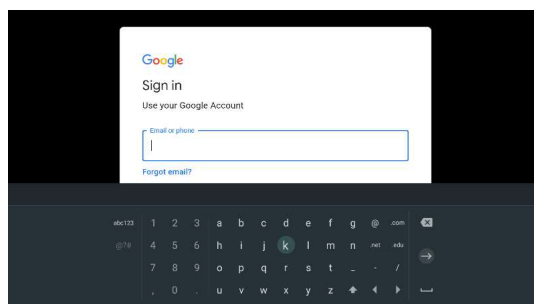 Google
Sign in
Use your Google Account
Email or phone
Forgot email?
abc123 1 2 3 a b c d e f g @ .com
@?# 4 5 6 h i j k l m n .net .edu
7 8 9 o p q r s t _ - /
, 0 . u v w x y z